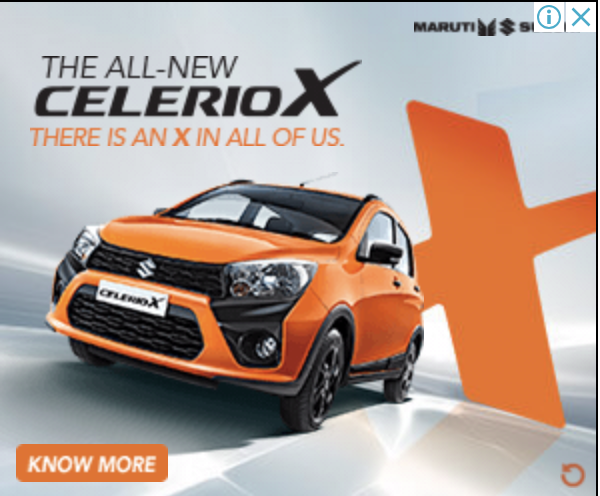 MARUTI
THE ALL-NEW
CELERIO X
THERE IS AN X IN ALL OF US.
CELERIO X
KNOW MORE